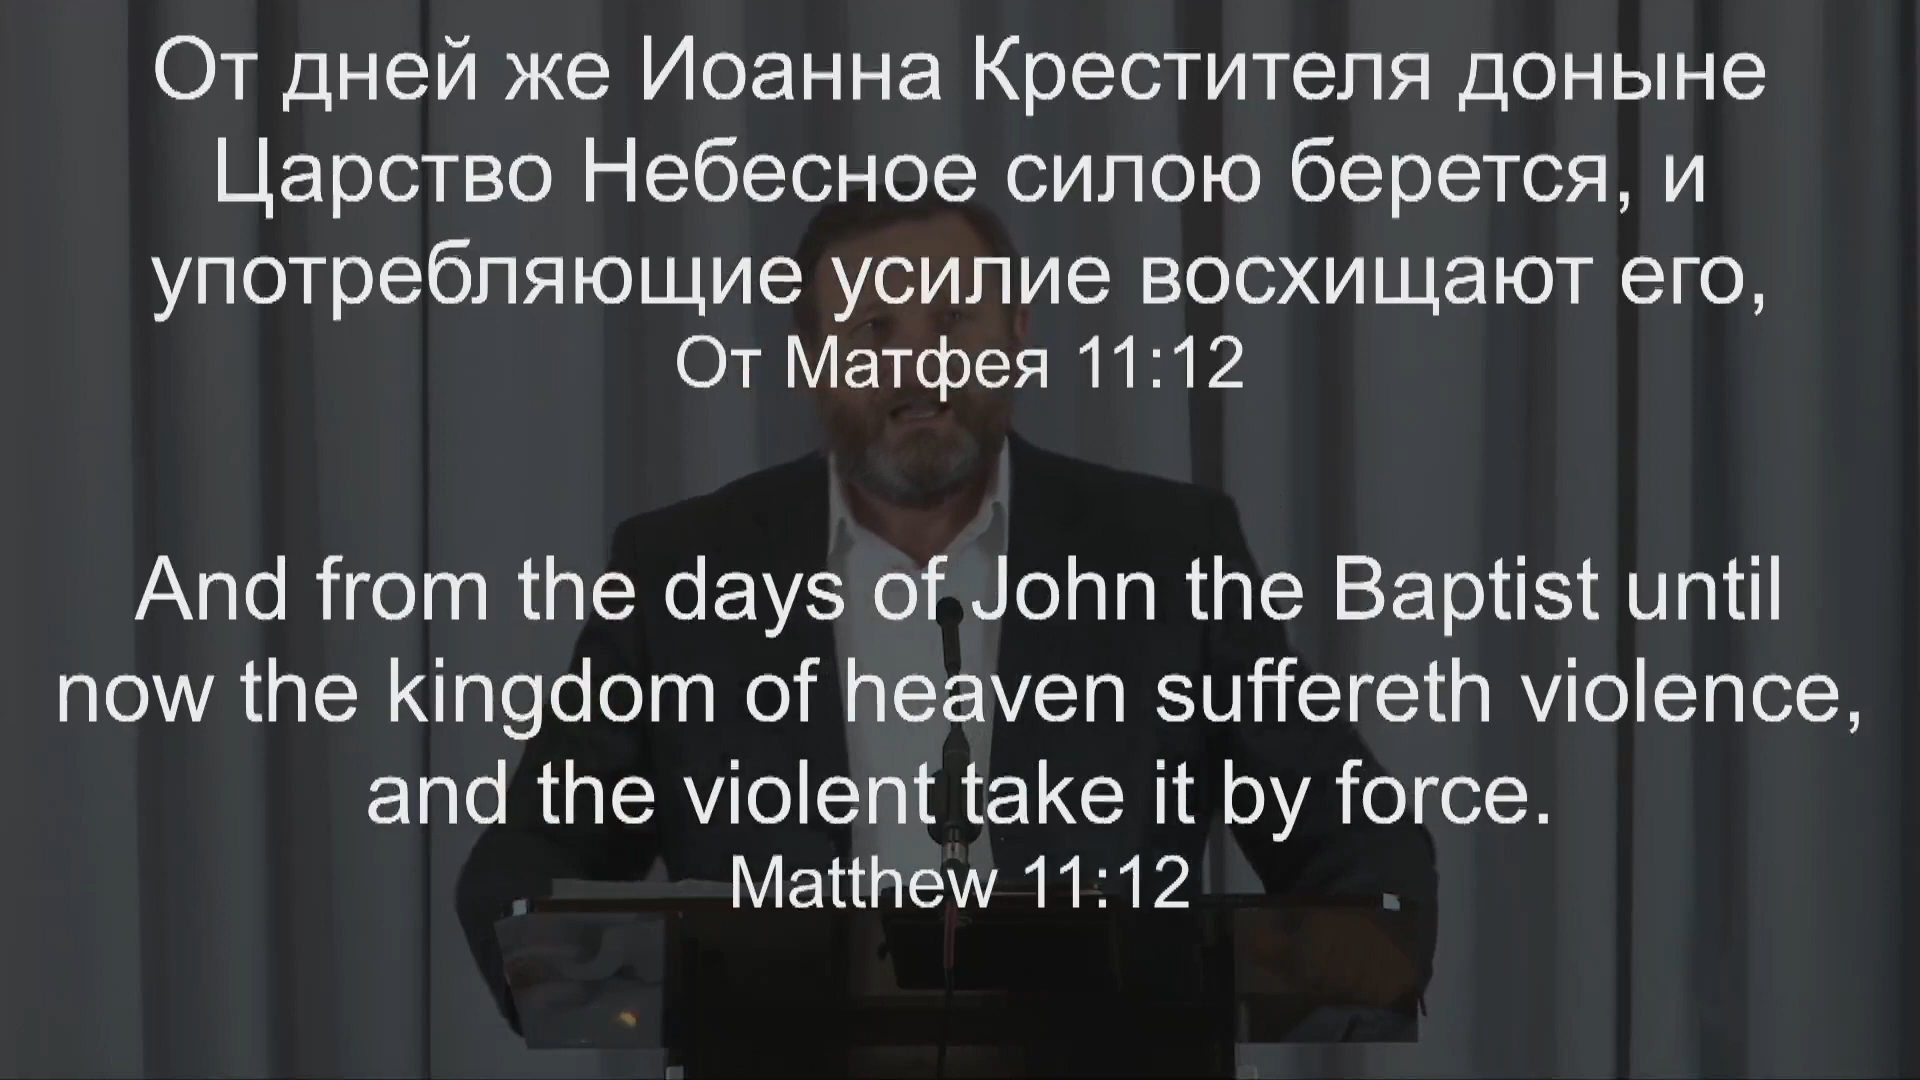 От дней же Иоанна Крестителя доныне
Царство Небесное силою берется, и
употребляющие усилие восхищают его,
От Матфея 11:12
And from the days of John the Baptist until
now the kingdom of heaven suffereth violence,
and the violent take it by force.
Matthew 11:12